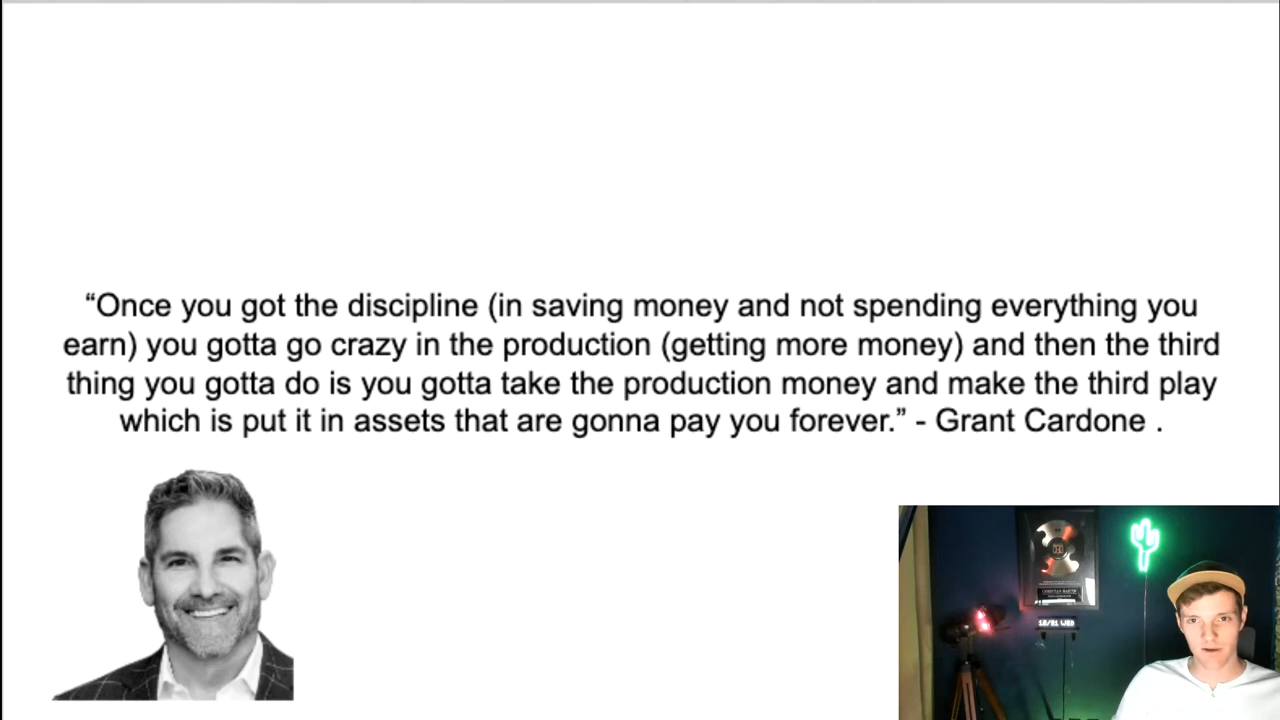 “Once you got the discipline (in saving money and not spending everything you
earn) you gotta go crazy in the production (getting more money) and then the third
thing you gotta do is you gotta take the production money and make the third play
which is put it in assets that are gonna pay you forever.” - Grant Cardone .